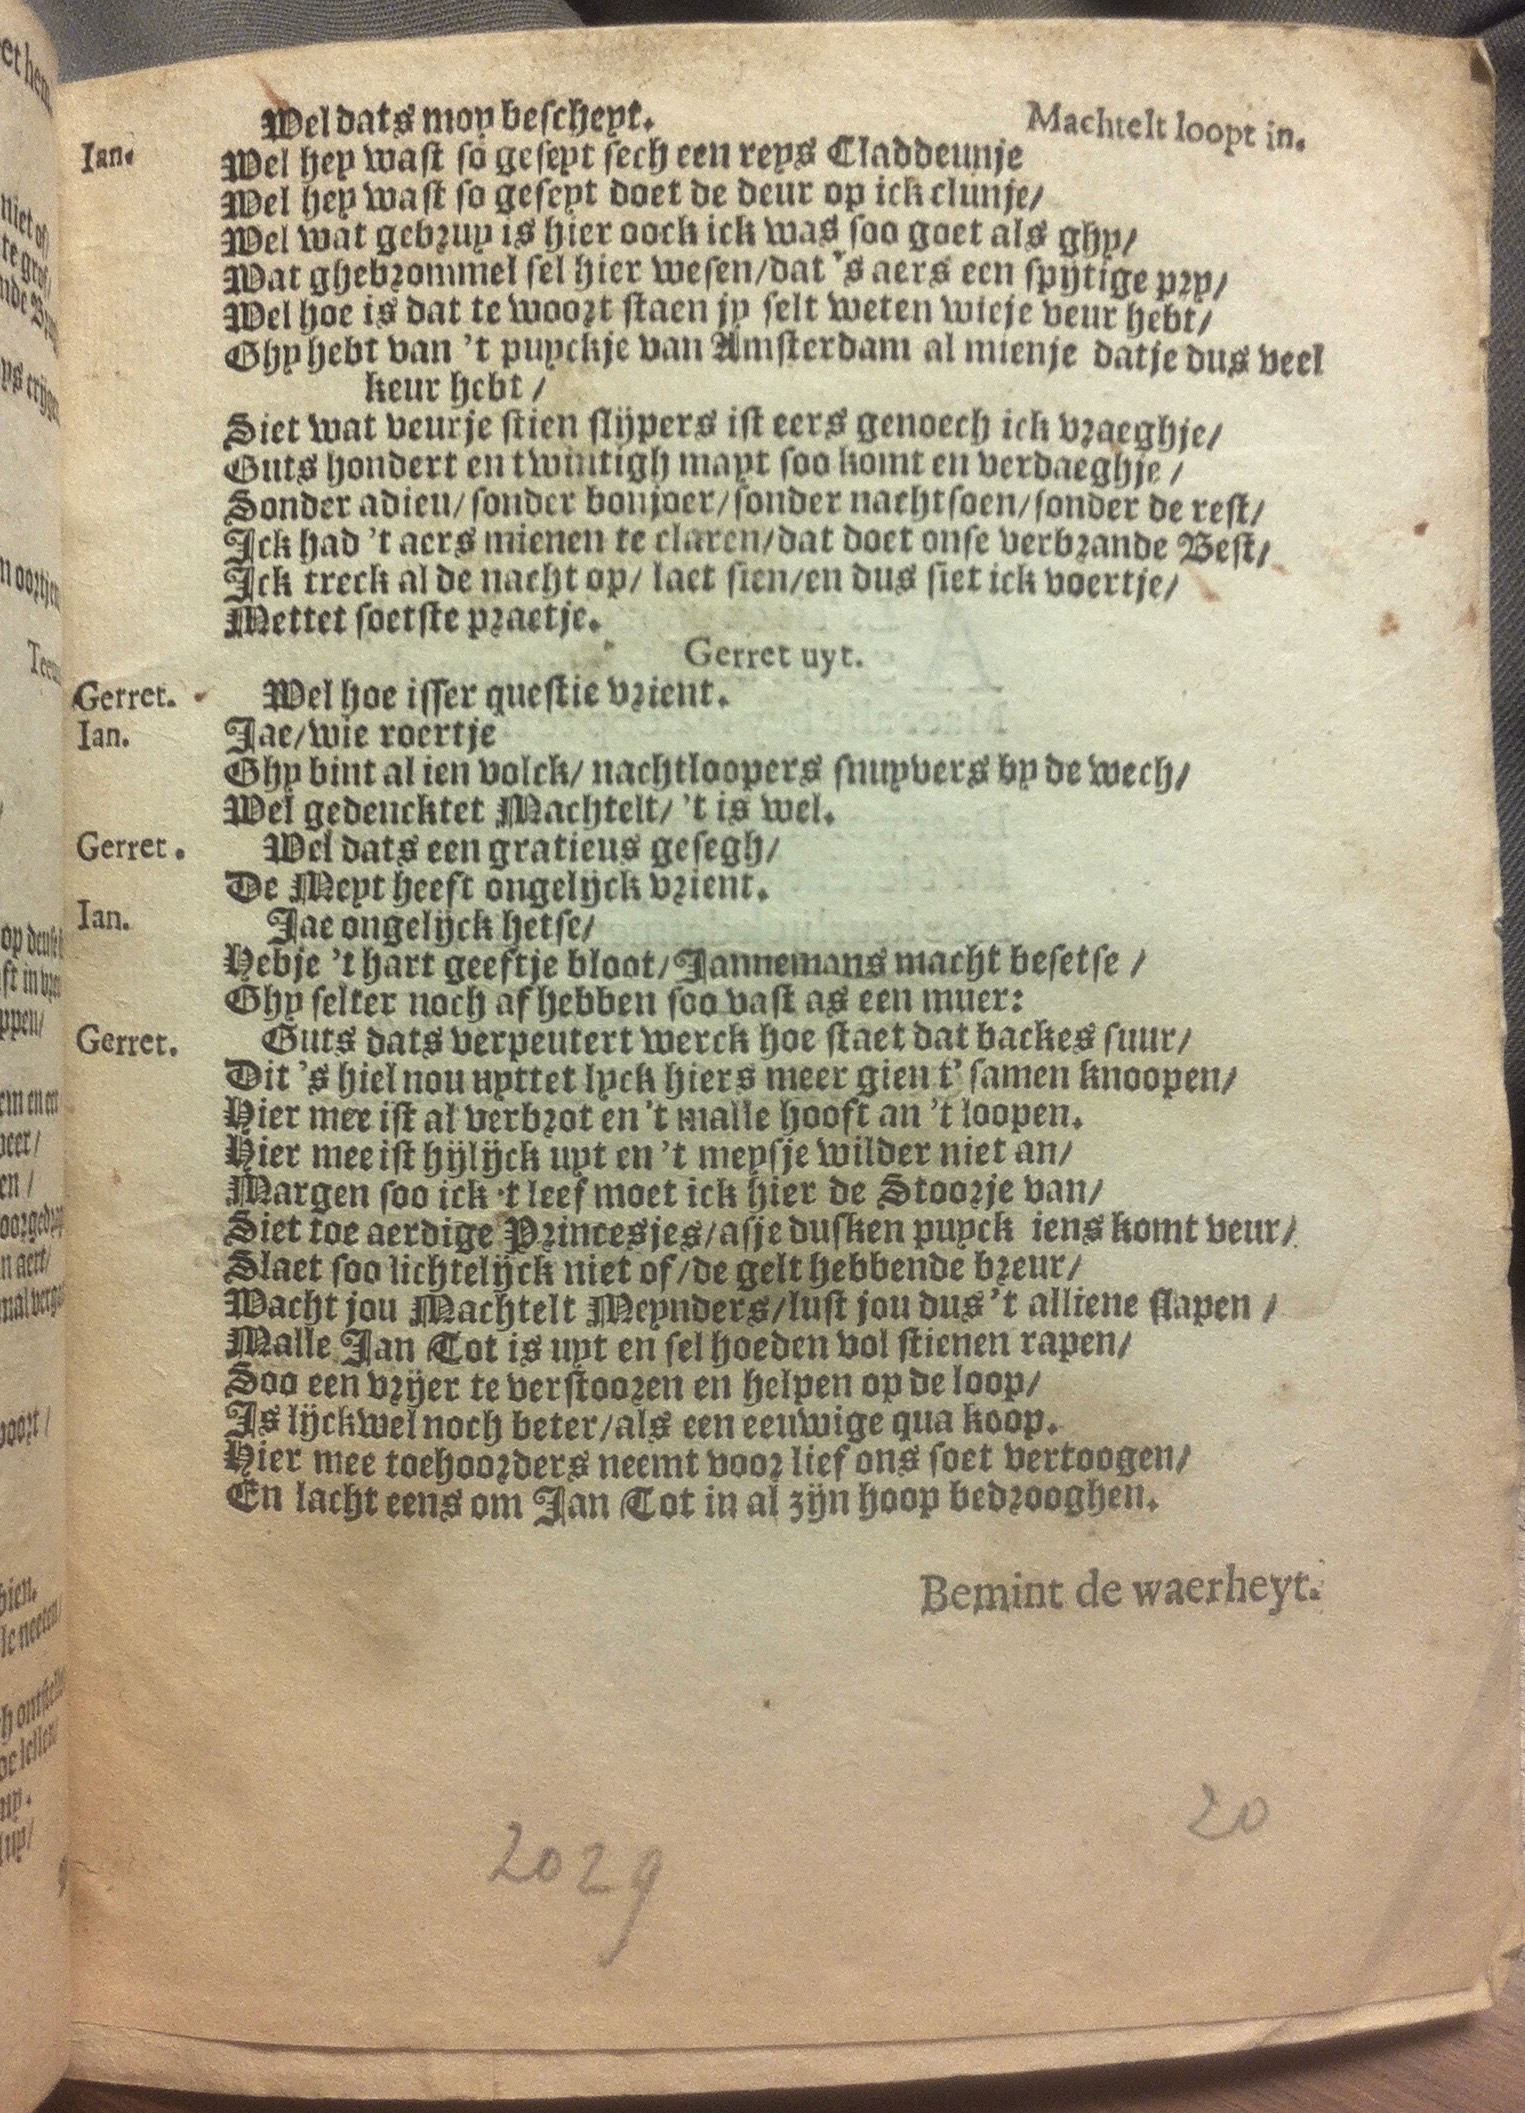 Wel dats moy bescheyt. Machtelt loopt in.
Ian. Wel hey wast so geseyt sech een reys Claddeunje
Wel hey wast so geseyt doet de deur op ick clunje/
Wel wat gebruy is hier oock ick was soo goet als ghy/
Wat ghebrommel sel hier wesen/dat 's aers een spijtige pry/
Wel hoe is dat te woort staen jy selt weten wieje veur hebt/
Ghy hebt van 't puyckje van Amsterdam al mienje datje dus veel
keur hebt/
Siet wat veurje stien slijpers ist eers genoech ick vraeghje/
Guts hondert en twintigh mayt soo komt en verdaeghje/
Sonder adieu/sonder boujoer/sonder nachtsoen/sonder de rest/
Ick had 't aers mienen te claren/dat doet onse verbrande Best/
Ick treck al de nacht op/ laet sien/en dus siet ick voertje/
Mettet soetste praetje.
Gerret uyt.
Gerret. Wel hoe isser questie vrient.
Ian. Jae/wie roertje
Ghy bint al ien volck/ nachtloopers snuyvers by de wech/
Wel gedencktet Machtelt/ 't is wel.
Gerret. Wel dats een gratieus gesegh/
De Meyt heeft ongelijck vrient.
Ian. Jae ongelijck hetse/
Hebje 't hart geeftje bloot/Jannemans macht besetse/
Ghy selter noch af hebben soo vast as een muer:
Gerret. Guts dats verpeutert werck hoe staet dat backes suur/
Dit 's hiel nou uyttet lyck hiers meer gien t' samen knoopen/
Hier mee ist al verbrot en 't malle hooft an 't loopen.
Hier mee ist hijlijck uyt en 't meysje wilder niet an/
Margen soo ick 't leef moet ick hier de Stoorje van/
Siet toe aerdige Princesjes/asje dusken puyck iens komt veur/
Slaet soo lichtelijck niet of/de gelt hebbende breur/
Wacht jou Machtelt Meynders/lust jou dus 't alliene slapen/
Malle Jan Tot is uyt en sel hoeden vol stienen rapen/
Soo een vrijer te verstooren en helpen op de loop/
Is lijckwel noch beter/als een eeuwige qua koop.
Hier mee toehoorders neemt voor lief ons soet vertoogen/
En lacht eens om Jan Tot in al zijn hoop bedrooghen.
Bemint de waerheyt.
20
2029